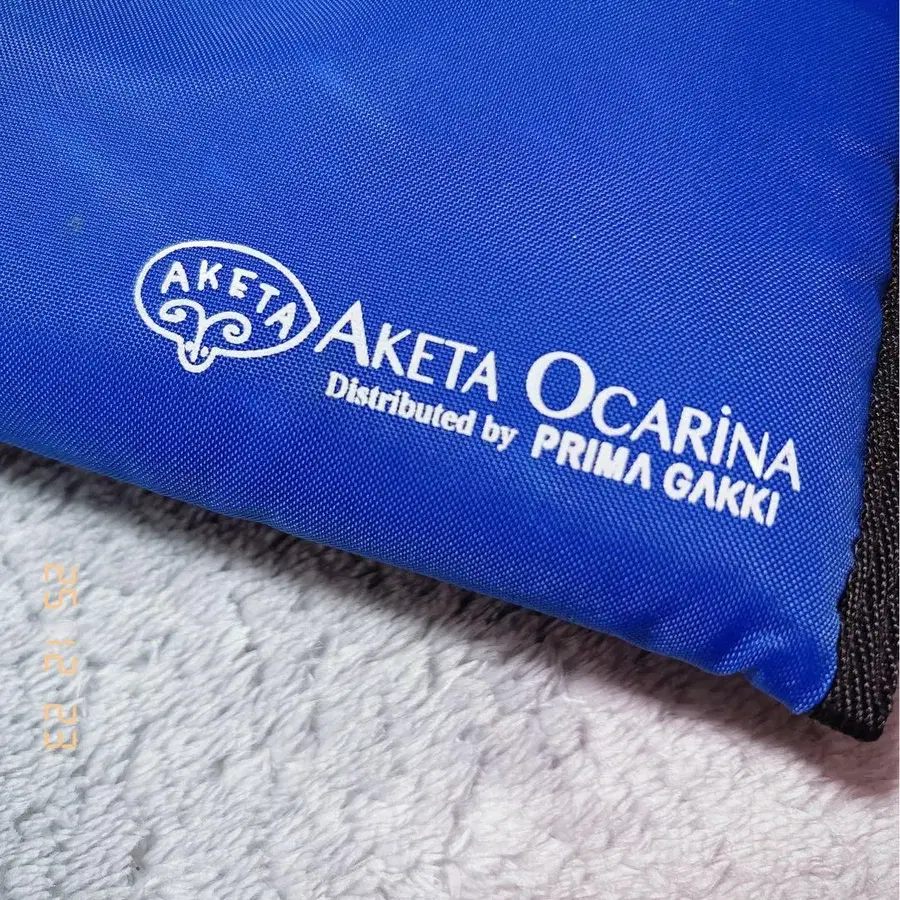 AKETA
AKETA OCARiNA
Distributed by PRIMA GAKKI
25 12 23